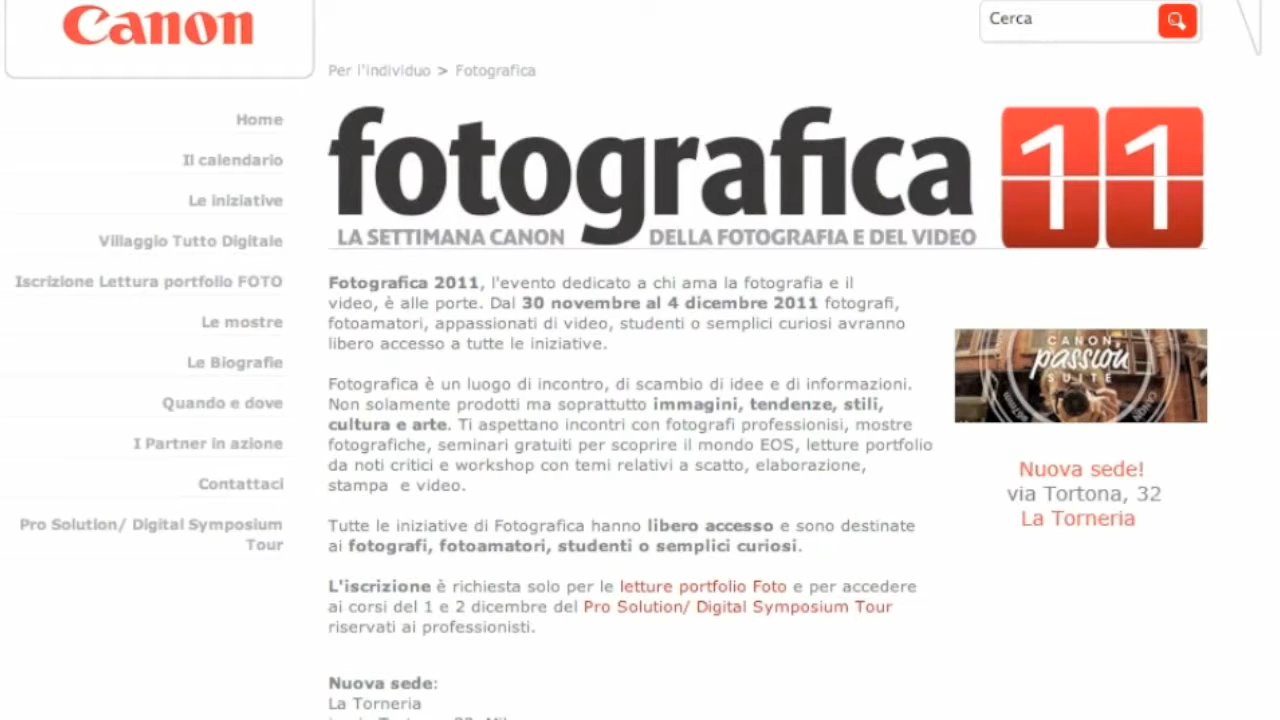 Canon
Cerca
Per l'individuo > Fotografica
Home
Il calendario
Le iniziative
Villaggio Tutto Digitale
Iscrizione Lettura portfolio FOTO
Le mostre
Le Biografie
Quando e dove
I Partner in azione
Contattaci
Pro Solution/ Digital Symposium
Tour
fotografica 11
LA SETTIMANA CANON DELLA FOTOGRAFIA E DEL VIDEO
Fotografica 2011, l'evento dedicato a chi ama la fotografia e il
video, è alle porte. Dal 30 novembre al 4 dicembre 2011 fotografi,
fotoamatori, appassionati di video, studenti o semplici curiosi avranno
libero accesso a tutte le iniziative.
Fotografica è un luogo di incontro, di scambio di idee e di informazioni.
Non solamente prodotti ma soprattutto immagini, tendenze, stili,
cultura e arte. Ti aspettano incontri con fotografi professionisi, mostre
fotografiche, seminari gratuiti per scoprire il mondo EOS, letture portfolio
da noti critici e workshop con temi relativi a scatto, elaborazione,
stampa e video.
Tutte le iniziative di Fotografica hanno libero accesso e sono destinate
ai fotografi, fotoamatori, studenti o semplici curiosi.
L'iscrizione è richiesta solo per le letture portfolio Foto e per accedere
ai corsi del 1 e 2 dicembre del Pro Solution/ Digital Symposium Tour
riservati ai professionisti.
Nuova sede:
La Torneria
CANON
passion
SUITE
Nuova sede!
via Tortona, 32
La Torneria